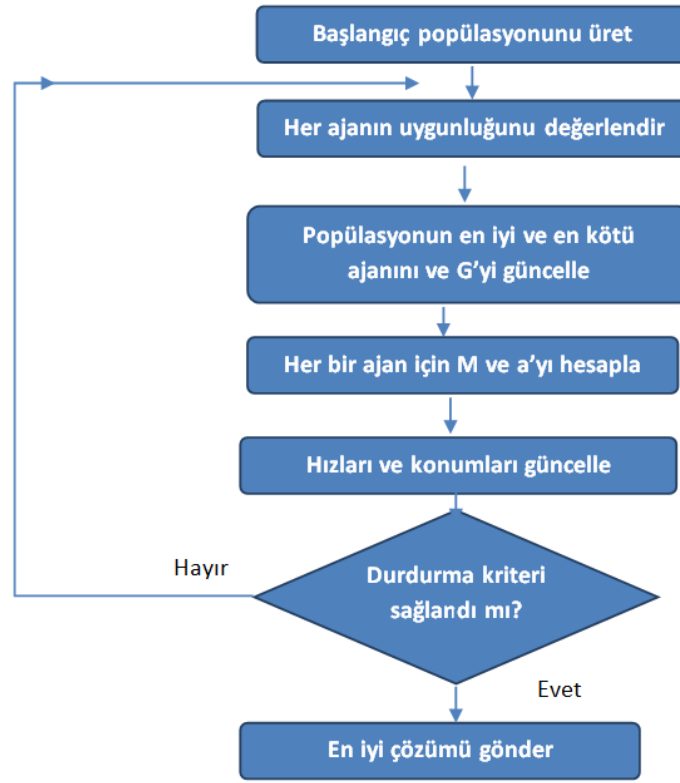 Başlangıç popülasyonunu üret
Her ajanın uygunluğunu değerlendir
Popülasyonun en iyi ve en kötü
ajanını ve G’yi güncelle
Her bir ajan için M ve a’yı hesapla
Hızları ve konumları güncelle
Hayır
Durdurma kriteri
sağlandı mı?
Evet
En iyi çözümü gönder